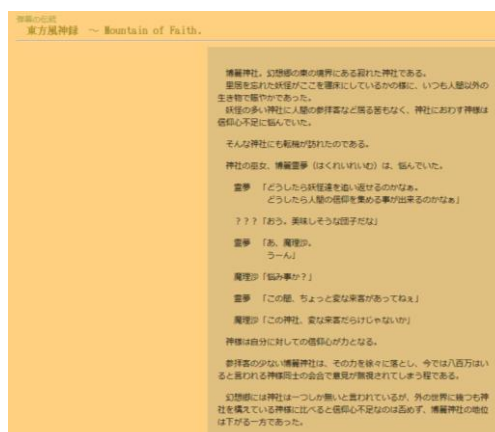 弾幕の伝統
東方風神録 ～ Mountain of Faith.
博麗神社。幻想郷の東の境界にある寂れた神社である。
里居を忘れた妖怪がここを寝床にしているかの様に、いつも人間以外の
生き物で賑やかであった。
妖怪の多い神社に人間の参拝客など居る筈もなく、神社におわす神様は
信仰心不足に悩んでいた。
そんな神社にも転機が訪れたのである。
神社の巫女、博麗霊夢（はくれいれいむ）は、悩んでいた。
霊夢 「どうしたら妖怪達を追い返せるのかなぁ。
どうしたら人間の信仰を集める事が出来るのかなぁ」
？？？「おう。美味しそうな団子だな」
霊夢 「あ、魔理沙。
うーん」
魔理沙「悩み事か？」
霊夢 「この間、ちょっと変な来客があってねぇ」
魔理沙「この神社、変な来客だらけじゃないか」
神様は自分に対しての信仰心が力となる。
参拝客の少ない博麗神社は、その力を徐々に落とし、今では八百万はい
ると言われる神様同士の会合で意見が無視されてしまう程である。
幻想郷には神社は一つしか無いと言われているが、外の世界に幾つも神
社を構えている神様に比べると信仰心不足なのは否めず、博麗神社の地位
は下がる一方であった。